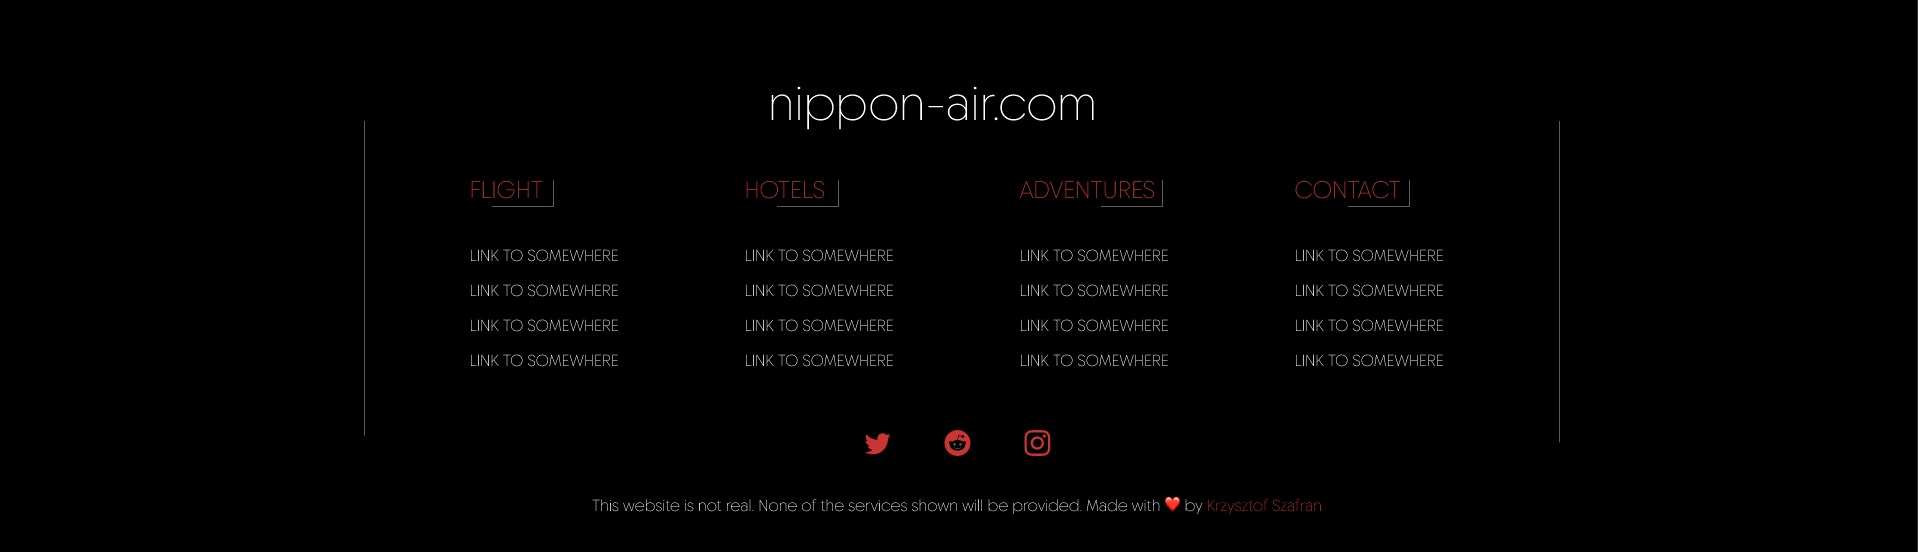 nippon-air.com
FLIGHT HOTELS ADVENTURES CONTACT
LINK TO SOMEWHERE LINK TO SOMEWHERE LINK TO SOMEWHERE LINK TO SOMEWHERE
LINK TO SOMEWHERE LINK TO SOMEWHERE LINK TO SOMEWHERE LINK TO SOMEWHERE
LINK TO SOMEWHERE LINK TO SOMEWHERE LINK TO SOMEWHERE LINK TO SOMEWHERE
LINK TO SOMEWHERE LINK TO SOMEWHERE LINK TO SOMEWHERE LINK TO SOMEWHERE
This website is not real. None of the services shown will be provided. Made with ❤️ by Krzysztof Szafran